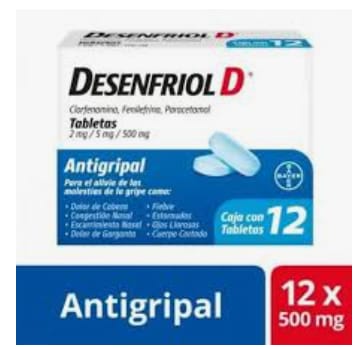 DESENFRIOL D
Clorfenamina, Fenilefrina, Paracetamol
Tabletas
2 mg / 5 mg / 500 mg
Antigripal
Para el alivio de las
molestias de la gripe como:
• Dolor de Cabeza
• Congestión Nasal
• Escurrimiento Nasal
• Dolor de Garganta
• Fiebre
• Estornudos
• Ojos Llorosos
• Cuerpo Cortado
BAYER
Caja con 12
Tabletas
Antigripal
12 x
500 mg